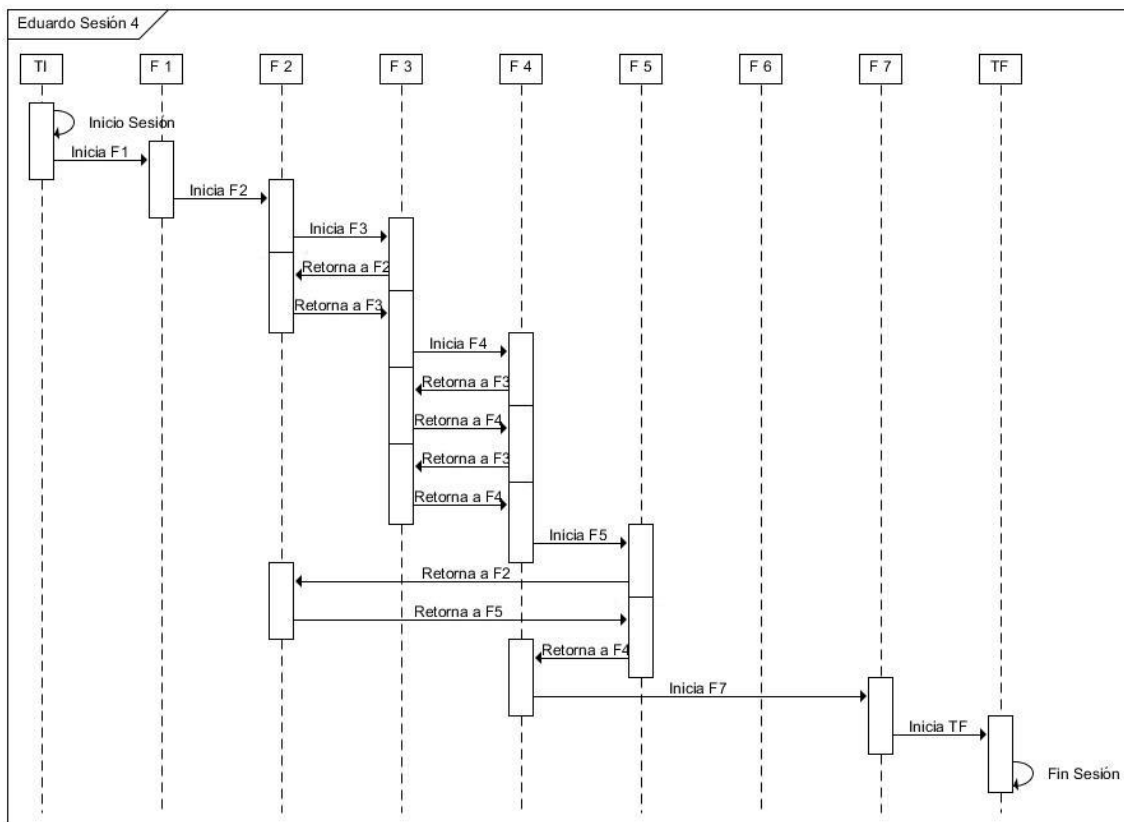 Eduardo Sesión 4
TI
F 1
F 2
F 3
F 4
F 5
F 6
F 7
TF
Inicio Sesión
Inicia F1
Inicia F2
Inicia F3
Retorna a F2
Retorna a F3
Inicia F4
Retorna a F3
Retorna a F4
Retorna a F3
Retorna a F4
Inicia F5
Retorna a F2
Retorna a F5
Retorna a F4
Inicia F7
Inicia TF
Fin Sesión